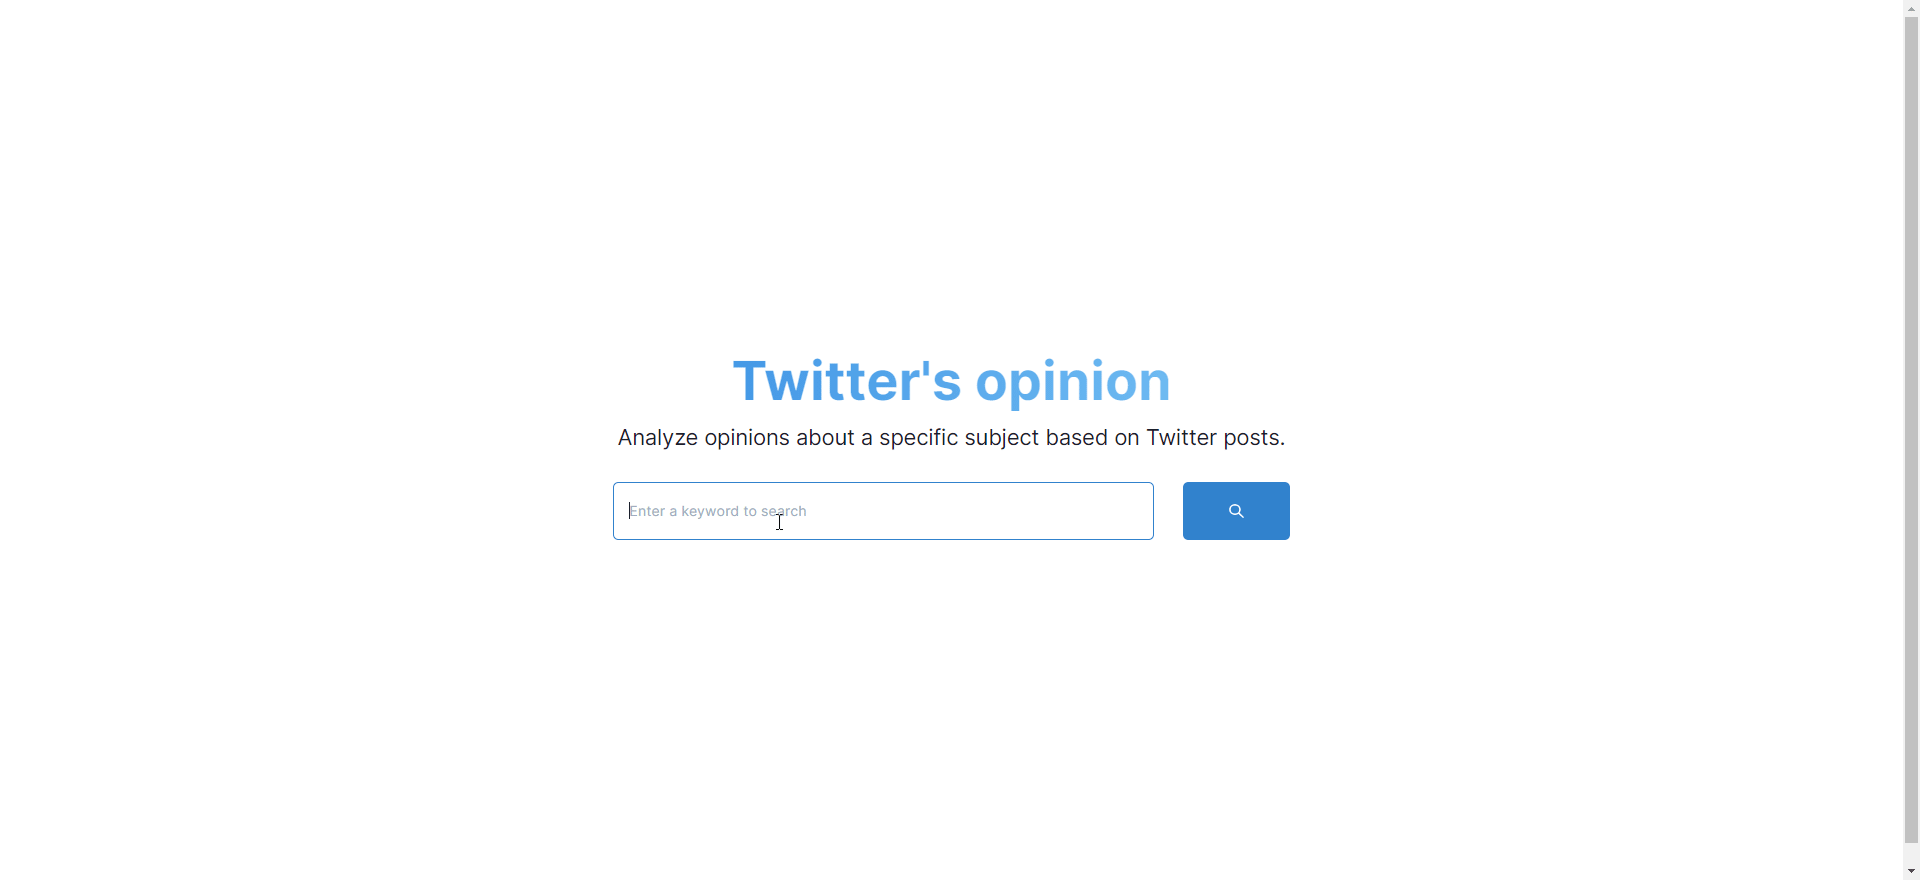 Twitter's opinion
Analyze opinions about a specific subject based on Twitter posts.
Enter a keyword to search